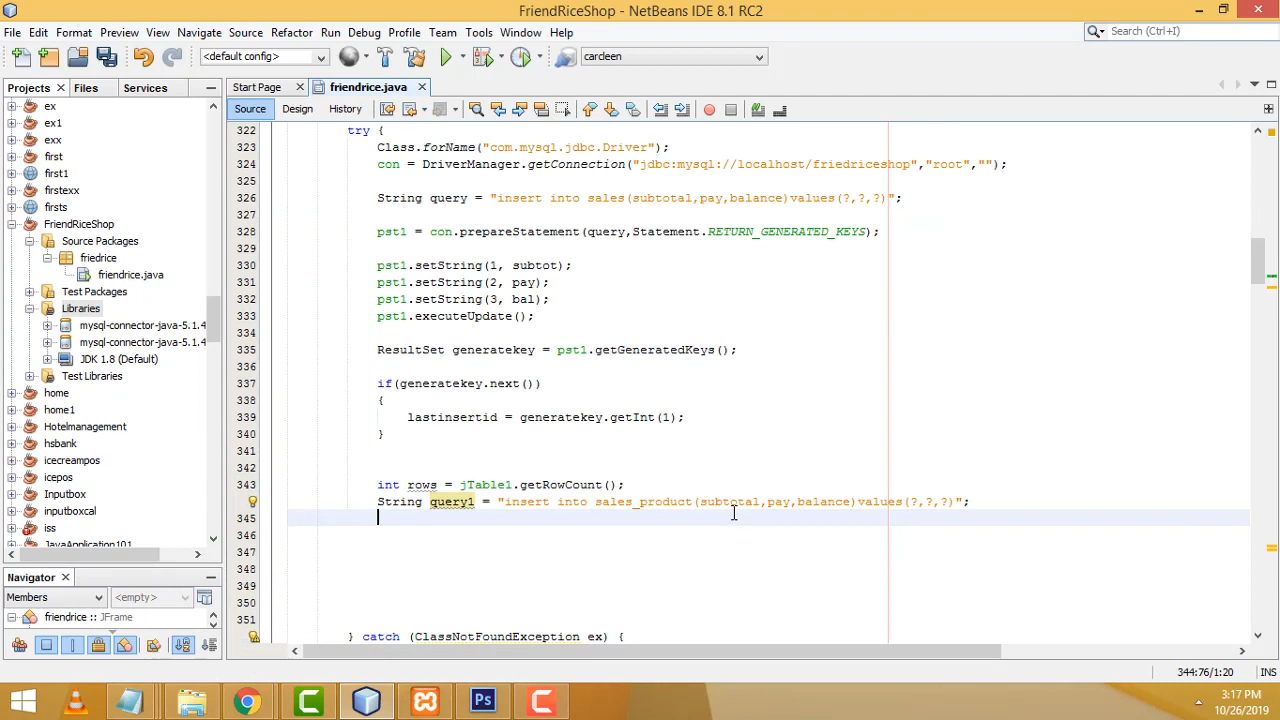 FriendRiceShop - NetBeans IDE 8.1 RC2
File Edit Format Preview View Navigate Source Refactor Run Debug Profile Team Tools Window Help
Search (Ctrl+I)
<default config>
cardeen
Projects Files Services
Start Page friendrice.java
Source Design History
ex
ex1
exx
first
first1
firstexx
firsts
FriendRiceShop
Source Packages
friedrice
friendrice.java
Test Packages
Libraries
mysql-connector-java-5.1.4
mysql-connector-java-5.1.4
JDK 1.8 (Default)
Test Libraries
home
home1
Hotelmanagement
hsbank
icecreampos
icepos
Inputbox
inputboxcal
iss
JavaApplication101
Navigator
Members
<empty>
friendrice :: JFrame
322 try {
323 Class.forName("com.mysql.jdbc.Driver");
324 con = DriverManager.getConnection("jdbc:mysql://localhost/friedriceshop","root","");
325
326 String query = "insert into sales(subtotal,pay,balance)values(?,?,?)";
327
328 pst1 = con.prepareStatement(query,Statement.RETURN_GENERATED_KEYS);
329
330 pst1.setString(1, subtot);
331 pst1.setString(2, pay);
332 pst1.setString(3, bal);
333 pst1.executeUpdate();
334
335 ResultSet generatekey = pst1.getGeneratedKeys();
336
337 if(generatekey.next())
338 {
339 lastinsertid = generatekey.getInt(1);
340 }
341
342
343 int rows = jTable1.getRowCount();
String query1 = "insert into sales_product(subtotal,pay,balance)values(?,?,?)";
345
346
347
348
349
350
351
} catch (ClassNotFoundException ex) {
344:76/1:20 INS
Ps
3:17 PM
10/26/2019